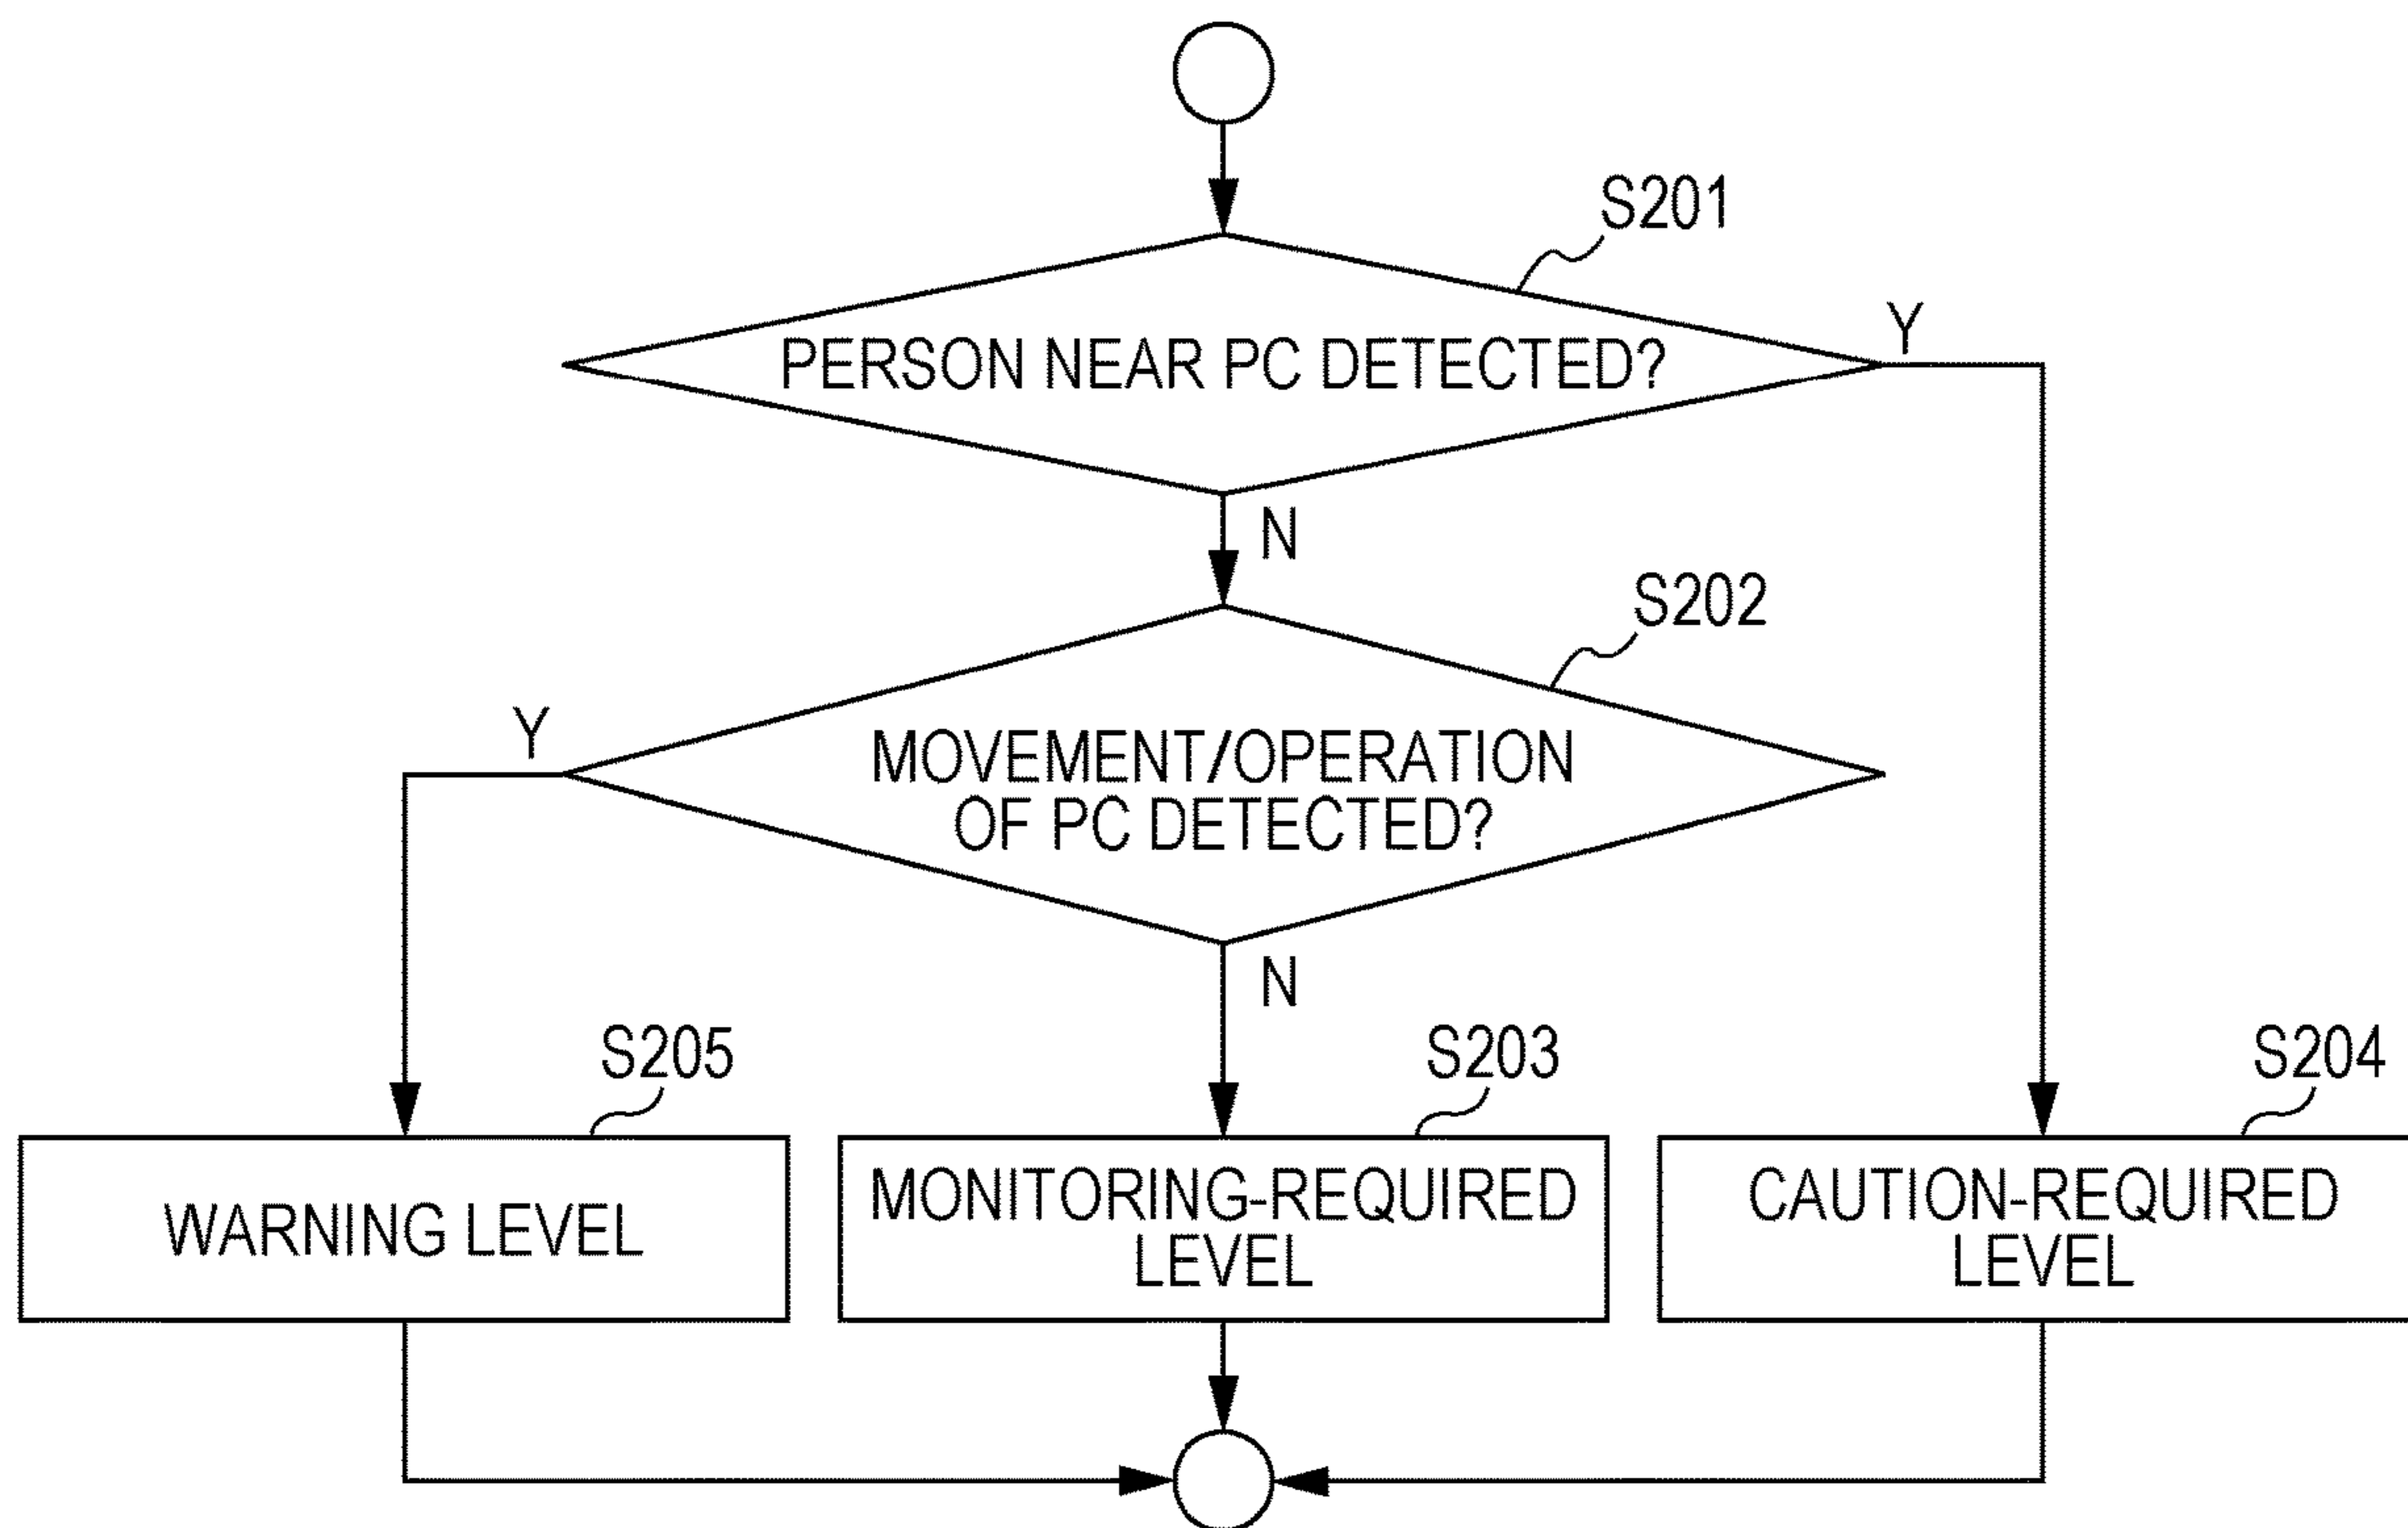 S201
Y
PERSON NEAR PC DETECTED?
N
S202
Y
MOVEMENT/OPERATION
OF PC DETECTED?
N
S205
S203
S204
WARNING LEVEL
MONITORING-REQUIRED
LEVEL
CAUTION-REQUIRED
LEVEL